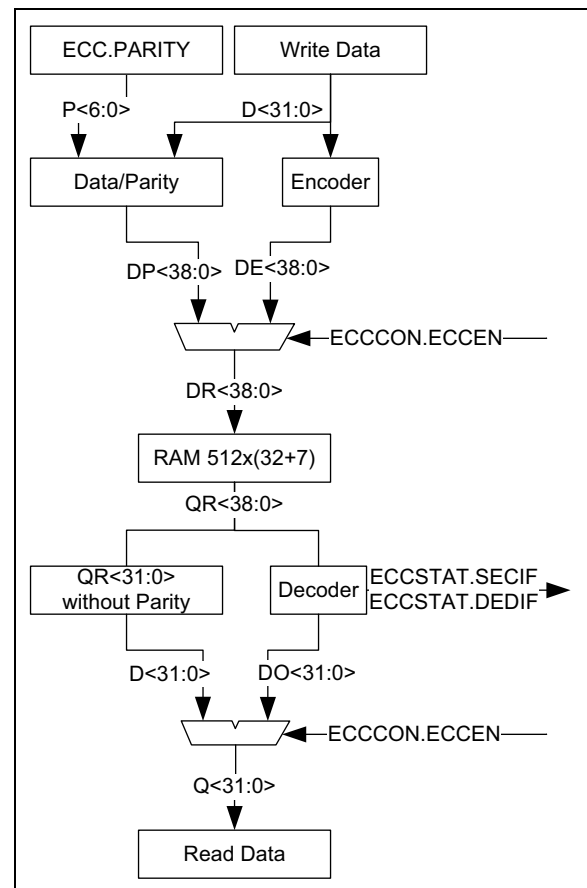 ECC.PARITY
Write Data
P<6:0>
D<31:0>
Data/Parity
Encoder
DP<38:0>
DE<38:0>
ECCCON.ECCEN
DR<38:0>
RAM 512x(32+7)
QR<38:0>
QR<31:0>
without Parity
Decoder
ECCSTAT.SECIF
ECCSTAT.DEDIF
D<31:0>
DO<31:0>
ECCCON.ECCEN
Q<31:0>
Read Data